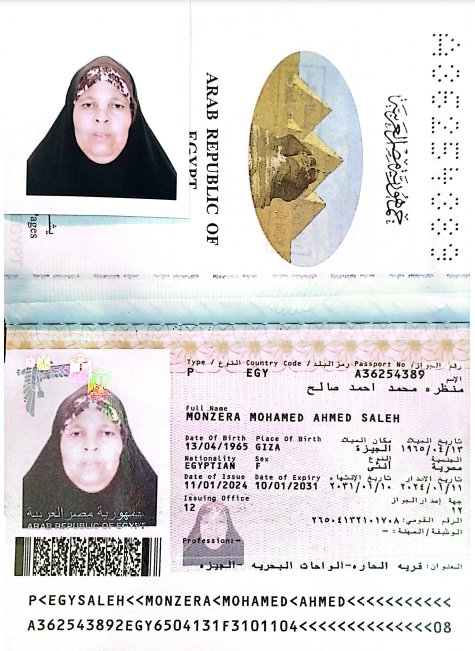 A36254389
جمهورية مصر العربية
ARAB REPUBLIC OF
EGYPT
ages
Type / النوع Country Code / رمز البلد Passport No / رقم الجواز
P EGY A36254389
الإسم
منظره محمد احمد صالح
Full Name
MONZERA MOHAMED AHMED SALEH
Date Of Birth Place Of Birth مكان الميلاد تاريخ الميلاد
13/04/1965 GIZA الجيزة ١٩٦٥/٠٤/١٣
Nationality Sex النوع الجنسية
EGYPTIAN F أنثى مصرية
Date of Issue Date of Expiry تاريخ الانتهاء تاريخ الإصدار
11/01/2024 10/01/2031 ٢٠٣١/٠١/١٠ ٢٠٢٤/٠١/١١
Issuing Office جهة إصدار الجواز
12 ١٢
الرقم القومى: ٢٦٥٠٤١٣٢١٠١٧٠٨
Profession:- الوظيفة/المهنة: -
العنوان: قريه الحاره-الواحات البحريه -الجيزه
جمهورية مصر العربية
ARAB REPUBLIC OF EGYPT
P<EGYSALEH<<MONZERA<MOHAMED<AHMED<<<<<<<<<<<
A362543892EGY6504131F3101104<<<<<<<<<<<<<<08